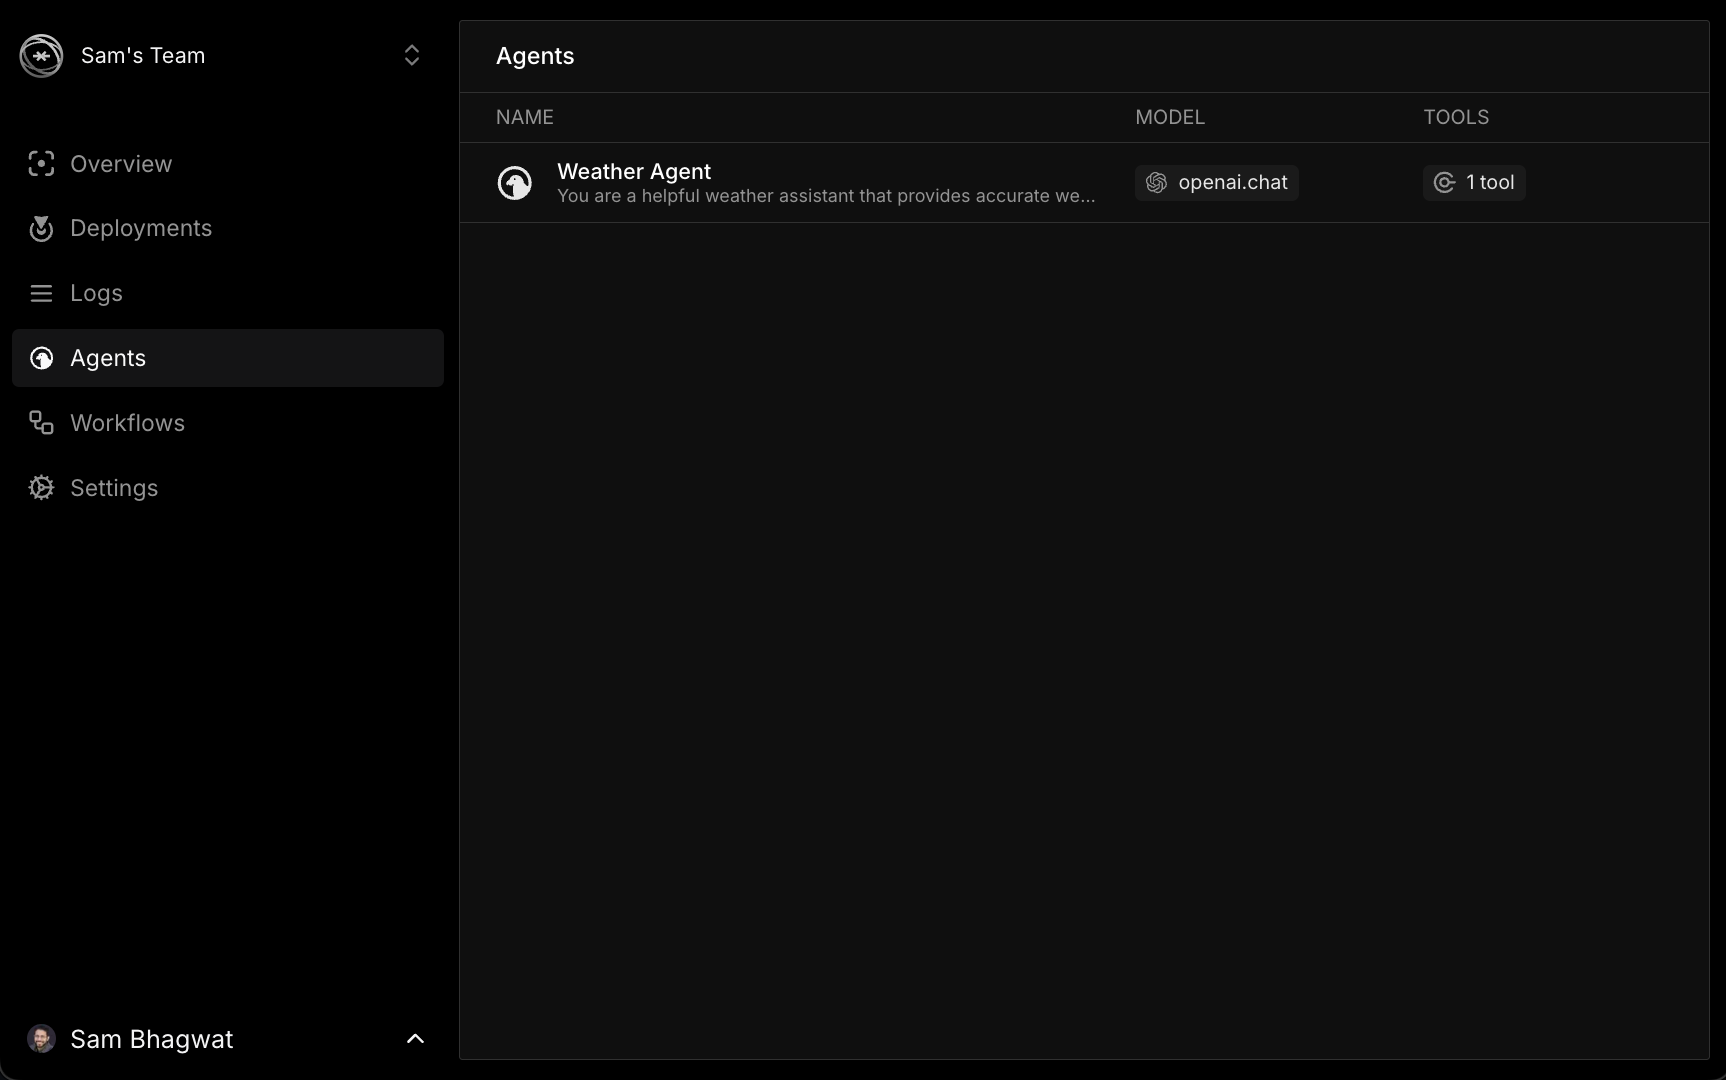 Sam's Team
Overview
Deployments
Logs
Agents
Workflows
Settings
Sam Bhagwat
Agents
NAME MODEL TOOLS
Weather Agent
You are a helpful weather assistant that provides accurate we...
openai.chat
1 tool